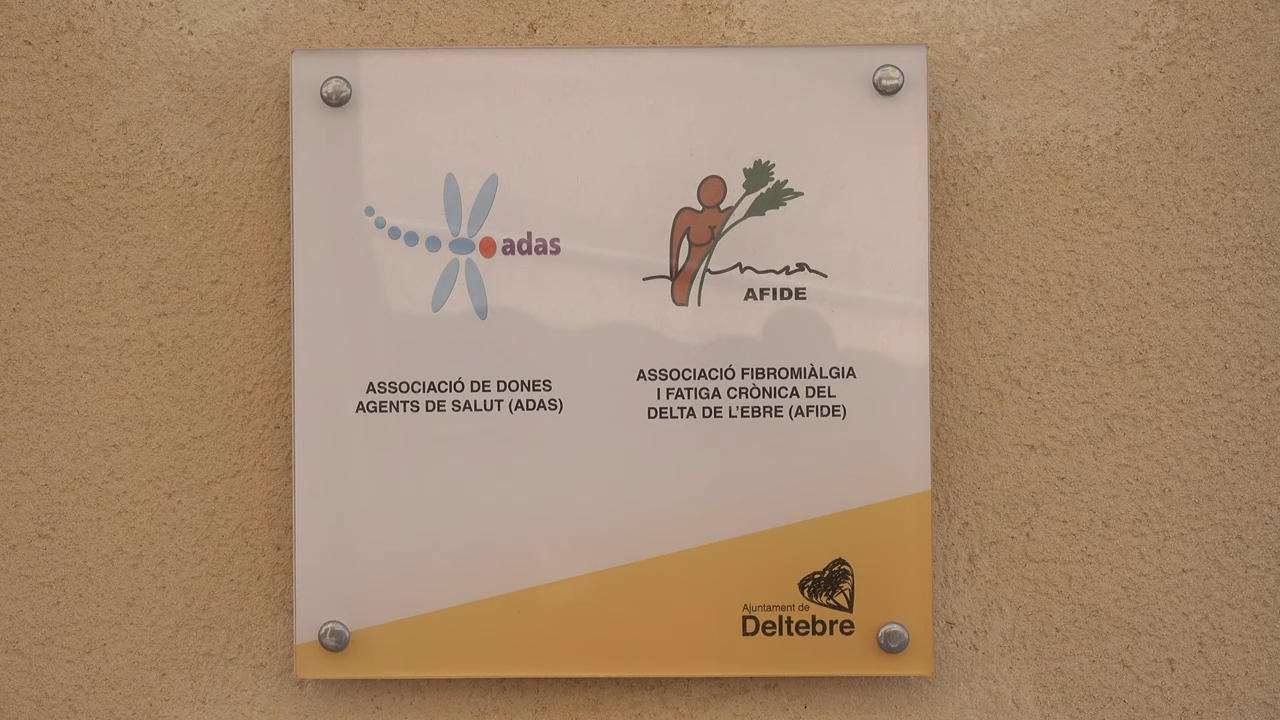 adas
AFIDE
ASSOCIACIÓ DE DONES
AGENTS DE SALUT (ADAS)
ASSOCIACIÓ FIBROMIÀLGIA
I FATIGA CRÒNICA DEL
DELTA DE L'EBRE (AFIDE)
Ajuntament de
Deltebre